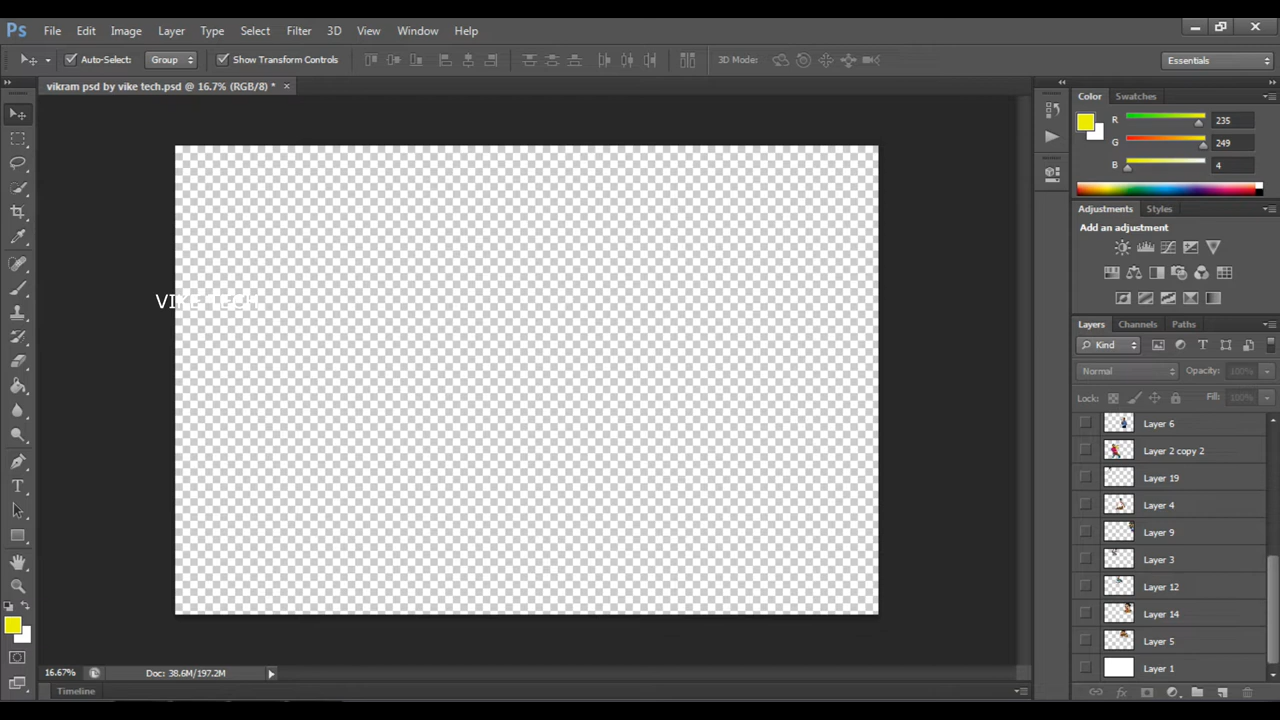 Ps File Edit Image Layer Type Select Filter 3D View Window Help
Auto-Select: Group Show Transform Controls 3D Mode: Essentials
vikram psd by vike tech.psd @ 16.7% (RGB/8) * ×
Color Swatches
R 235
G 249
B 4
Adjustments Styles
Add an adjustment
VIKE TECH
Layers Channels Paths
Kind
Normal Opacity: 100%
Lock: Fill: 100%
Layer 6
Layer 2 copy 2
Layer 19
Layer 4
Layer 9
Layer 3
Layer 12
Layer 14
Layer 5
Layer 1
16.67% Doc: 38.6M/197.2M
Timeline